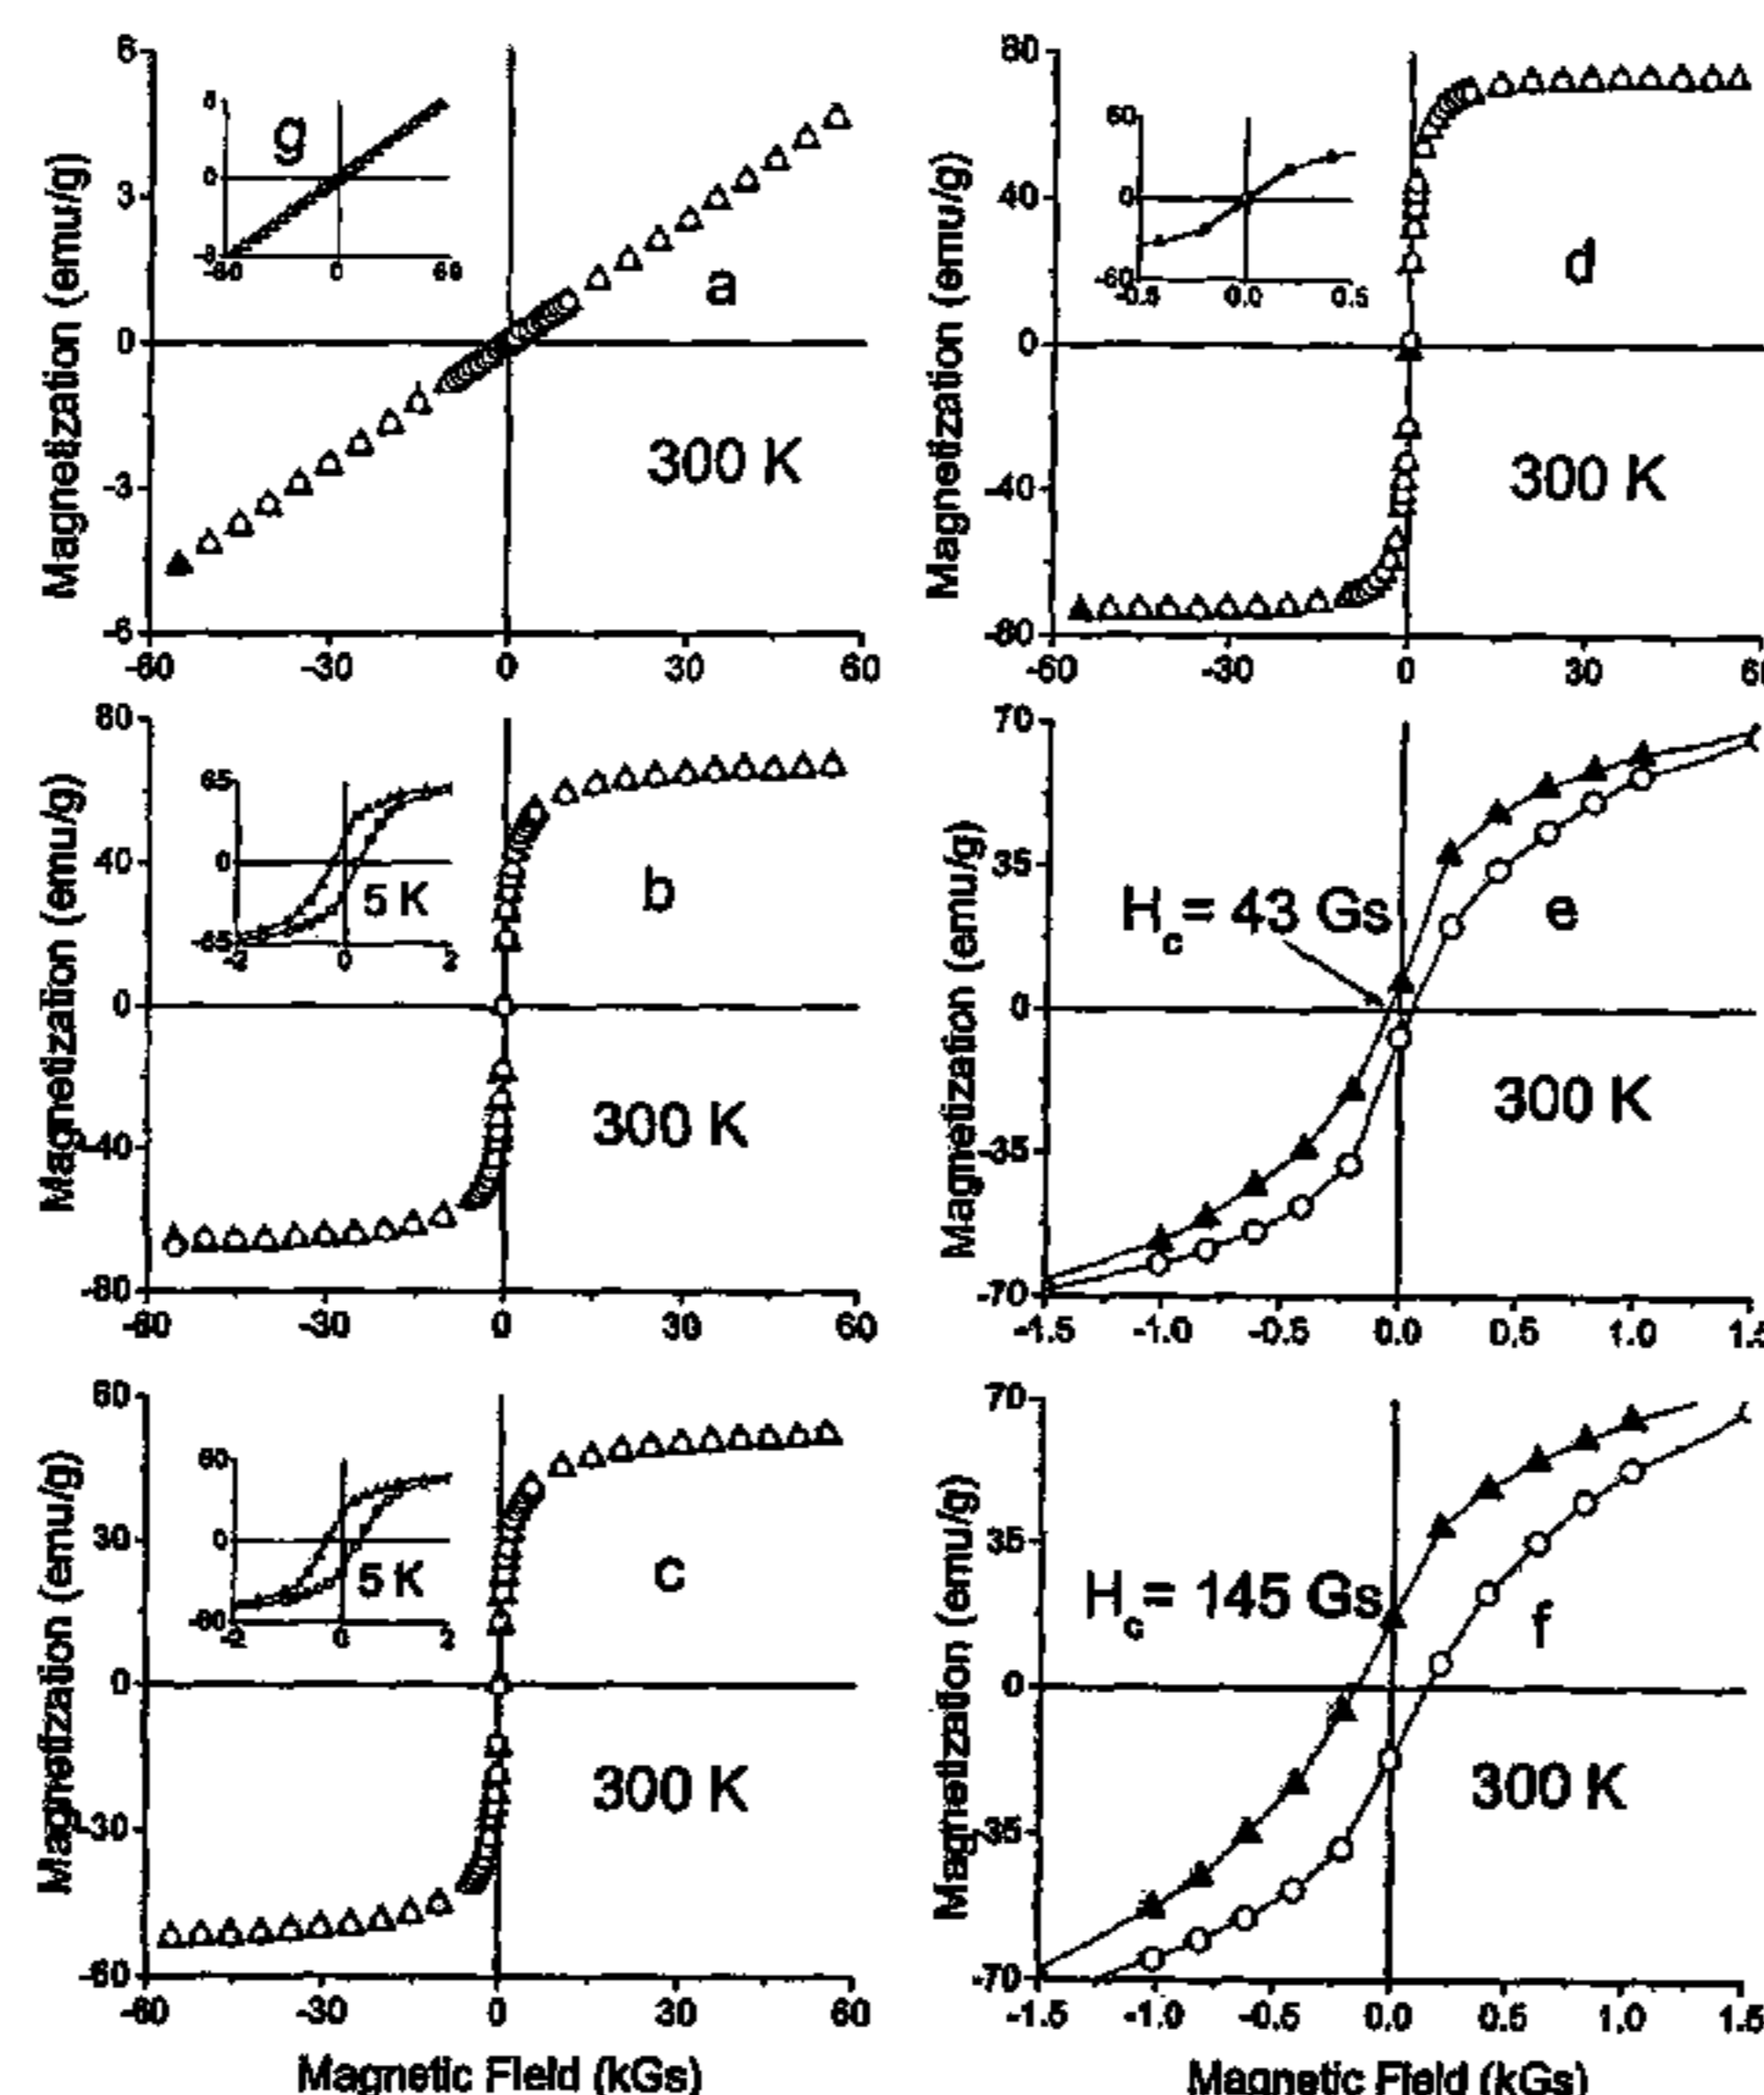 Magnetization (emu/g)
6
3
0
-3
-6
-60 -30 0 30 60
g
0
0
a
300 K
Magnetization (emu/g)
80
40
0
-40
-80
-60 -30 0 30
60
0
-60
-0.5 0.0 0.5
d
300 K
Magnetization (emu/g)
80
40
0
-40
-80
-60 -30 0 30 60
65
0
-65
-2 0 2
5 K
b
300 K
Magnetization (emu/g)
70
35
0
-35
-70
-1.5 -1.0 -0.5 0.0 0.5 1.0
Hc= 43 Gs
e
300 K
Magnetization (emu/g)
60
30
0
-30
-60
-60 -30 0 30 60
60
0
-60
-2 0 2
5 K
c
300 K
Magnetic Field (kGs)
Magnetization (emu/g)
70
35
0
-35
-70
-1.5 -1.0 -0.5 0.0 0.5 1.0
Hc= 145 Gs
f
300 K
Magnetic Field (kGs)